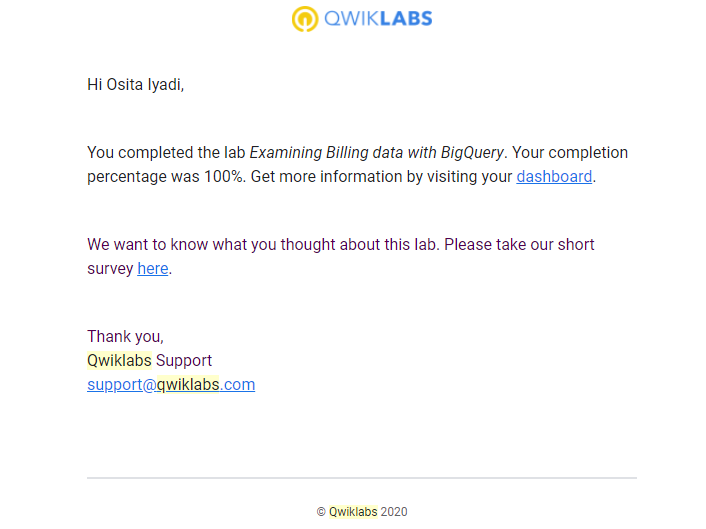 QWIKLABS
Hi Osita Iyadi,
You completed the lab Examining Billing data with BigQuery. Your completion
percentage was 100%. Get more information by visiting your dashboard.
We want to know what you thought about this lab. Please take our short
survey here.
Thank you,
Qwiklabs Support
support@qwiklabs.com
© Qwiklabs 2020